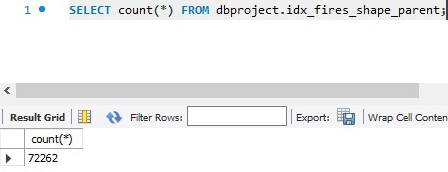 1 SELECT count(*) FROM dbproject.idx_fires_shape_parent;
Result Grid Filter Rows: Export: Wrap Cell Conten
count(*)
72262